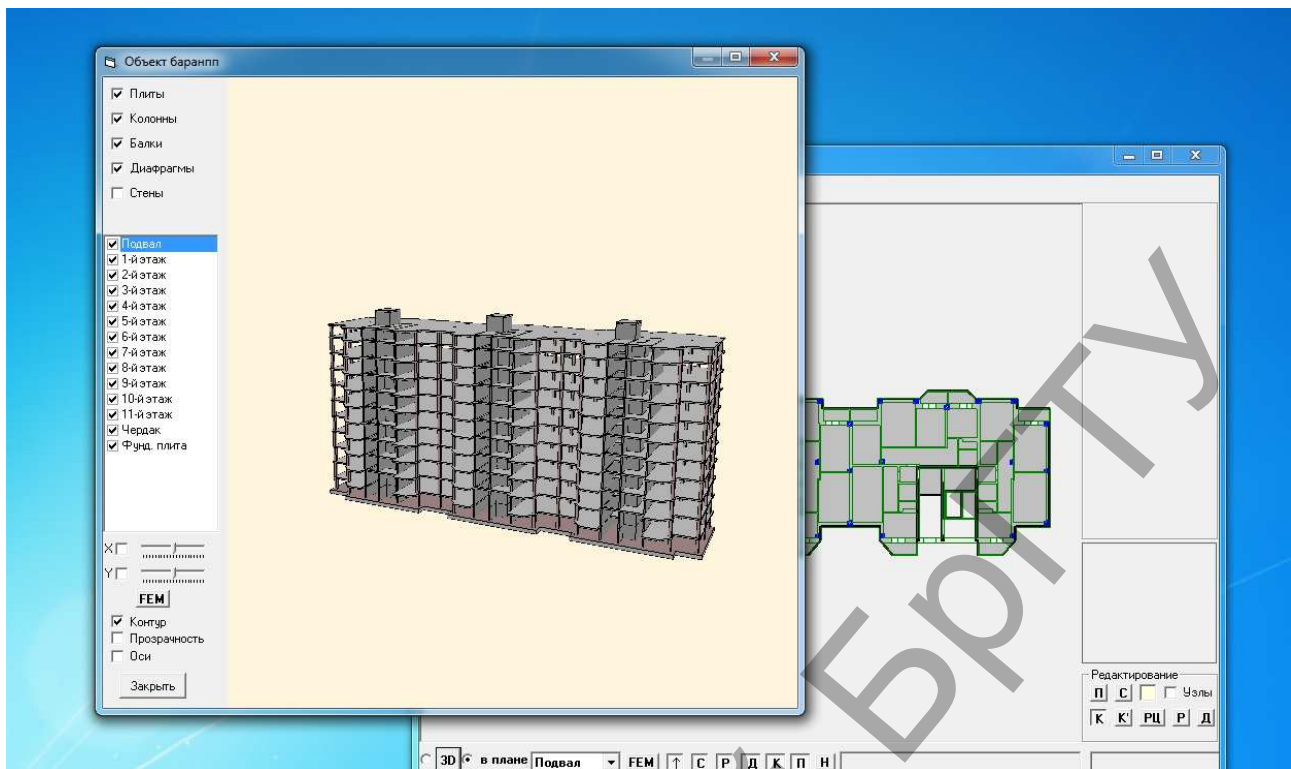 Объект баранпп
Плиты
Колонны
Балки
Диафрагмы
Стены
Подвал
1-й этаж
2-й этаж
3-й этаж
4-й этаж
5-й этаж
6-й этаж
7-й этаж
8-й этаж
9-й этаж
10-й этаж
11-й этаж
Чердак
Фунд. плита
X
Y
FEM
Контур
Прозрачность
Оси
Закрыть
Редактирование
П С Узлы
К К' РЦ Р Д
3D в плане Подвал FEM ↑ С Р Д К П Н
БрГТУ